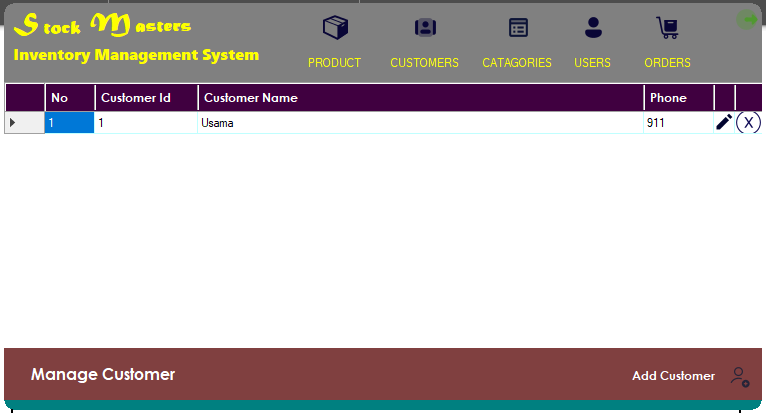 Stock Masters
Inventory Management System
PRODUCT CUSTOMERS CATAGORIES USERS ORDERS
No Customer Id Customer Name Phone
1 1 Usama 911 X
Manage Customer Add Customer